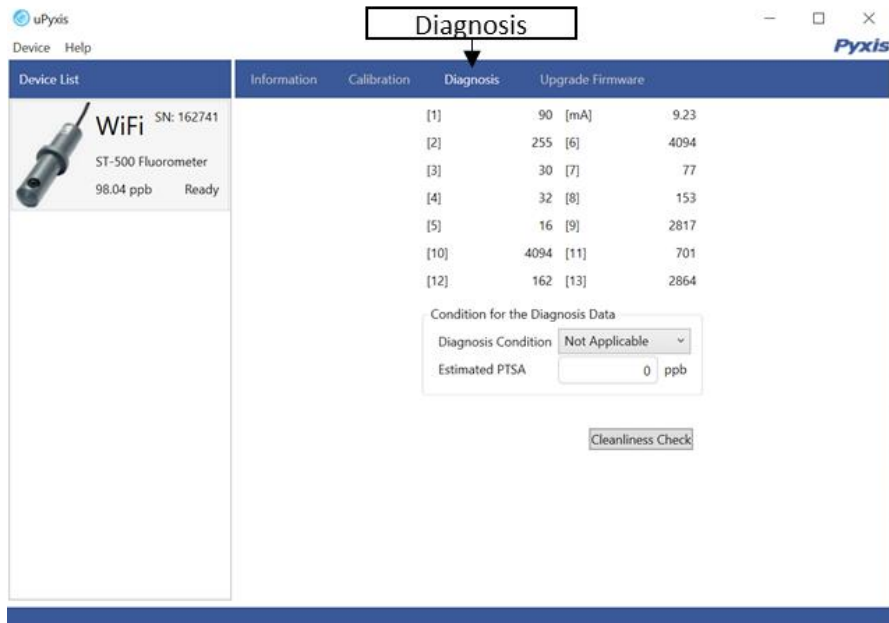 uPyxis
Diagnosis
Device Help
Pyxis
Device List
Information Calibration Diagnosis Upgrade Firmware
WiFi SN: 162741
ST-500 Fluorometer
98.04 ppb Ready
[1] 90 [mA] 9.23
[2] 255 [6] 4094
[3] 30 [7] 77
[4] 32 [8] 153
[5] 16 [9] 2817
[10] 4094 [11] 701
[12] 162 [13] 2864
Condition for the Diagnosis Data
Diagnosis Condition Not Applicable
Estimated PTSA 0 ppb
Cleanliness Check